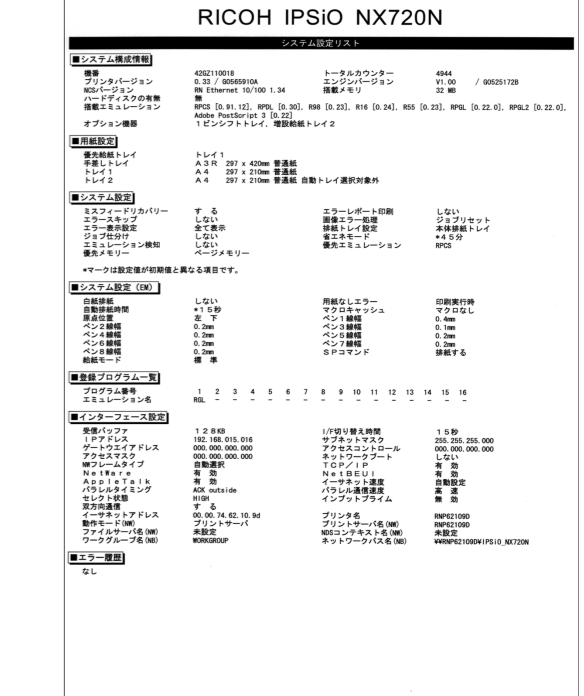 RICOH IPSiO NX720N
システム設定リスト
■システム構成情報
機番 42GZ110018 トータルカウンター 4944
プリンタバージョン 0.33 / G0565910A エンジンバージョン V1.00 / G0525172B
NCSバージョン RN Ethernet 10/100 1.34 搭載メモリ 32 MB
ハードディスクの有無 無
搭載エミュレーション RPCS [0.91.12], RPDL [0.30], R98 [0.23], R16 [0.24], R55 [0.23], RPGL [0.22.0], RPGL2 [0.22.0],
Adobe PostScript 3 [0.22]
オプション機器 1ビンシフトトレイ, 増設給紙トレイ2
■用紙設定
優先給紙トレイ トレイ1
手差しトレイ A3R 297 x 420mm 普通紙
トレイ1 A4 297 x 210mm 普通紙
トレイ2 A4 297 x 210mm 普通紙 自動トレイ選択対象外
■システム設定
ミスフィードリカバリー する エラーレポート印刷 しない
エラースキップ しない 画像エラー処理 ジョブリセット
エラー表示設定 全て表示 排紙トレイ設定 本体排紙トレイ
ジョブ仕分け しない 省エネモード *45分
エミュレーション検知 しない 優先エミュレーション RPCS
優先メモリー ページメモリー
*マークは設定値が初期値と異なる項目です。
■システム設定 (EM)
白紙排紙 しない 用紙なしエラー 印刷実行時
自動排紙時間 *15秒 マクロキャッシュ マクロなし
原点位置 左下 ペン1線幅 0.4mm
ペン2線幅 0.2mm ペン3線幅 0.1mm
ペン4線幅 0.2mm ペン5線幅 0.2mm
ペン6線幅 0.2mm ペン7線幅 0.2mm
ペン8線幅 0.2mm SPコマンド 排紙する
給紙モード 標準
■登録プログラム一覧
プログラム番号 1 2 3 4 5 6 7 8 9 10 11 12 13 14 15 16
エミュレーション名 RGL - - - - - - - - - - - - - - -
■インターフェース設定
受信バッファ 128KB I/F切り替え時間 15秒
IPアドレス 192.168.015.016 サブネットマスク 255.255.255.000
ゲートウエイアドレス 000.000.000.000 アクセスコントロール 000.000.000.000
アクセスマスク 000.000.000.000 ネットワークブート しない
NWフレームタイプ 自動選択 TCP/IP 有効
NetWare 有効 NetBEUI 有効
AppleTalk 有効 イーサネット速度 自動設定
パラレルタイミング ACK outside パラレル通信速度 高速
セレクト状態 HIGH インプットプライム 無効
双方向通信 する
イーサネットアドレス 00.00.74.62.10.9d プリンタ名 RNP62109D
動作モード(NW) プリントサーバ プリントサーバ名(NW) RNP62109D
ファイルサーバ名(NW) 未設定 NDSコンテキスト名(NW) 未設定
ワークグループ名(NB) WORKGROUP ネットワークパス名(NB) ¥¥RNP62109D¥IPSiO_NX720N
■エラー履歴
なし